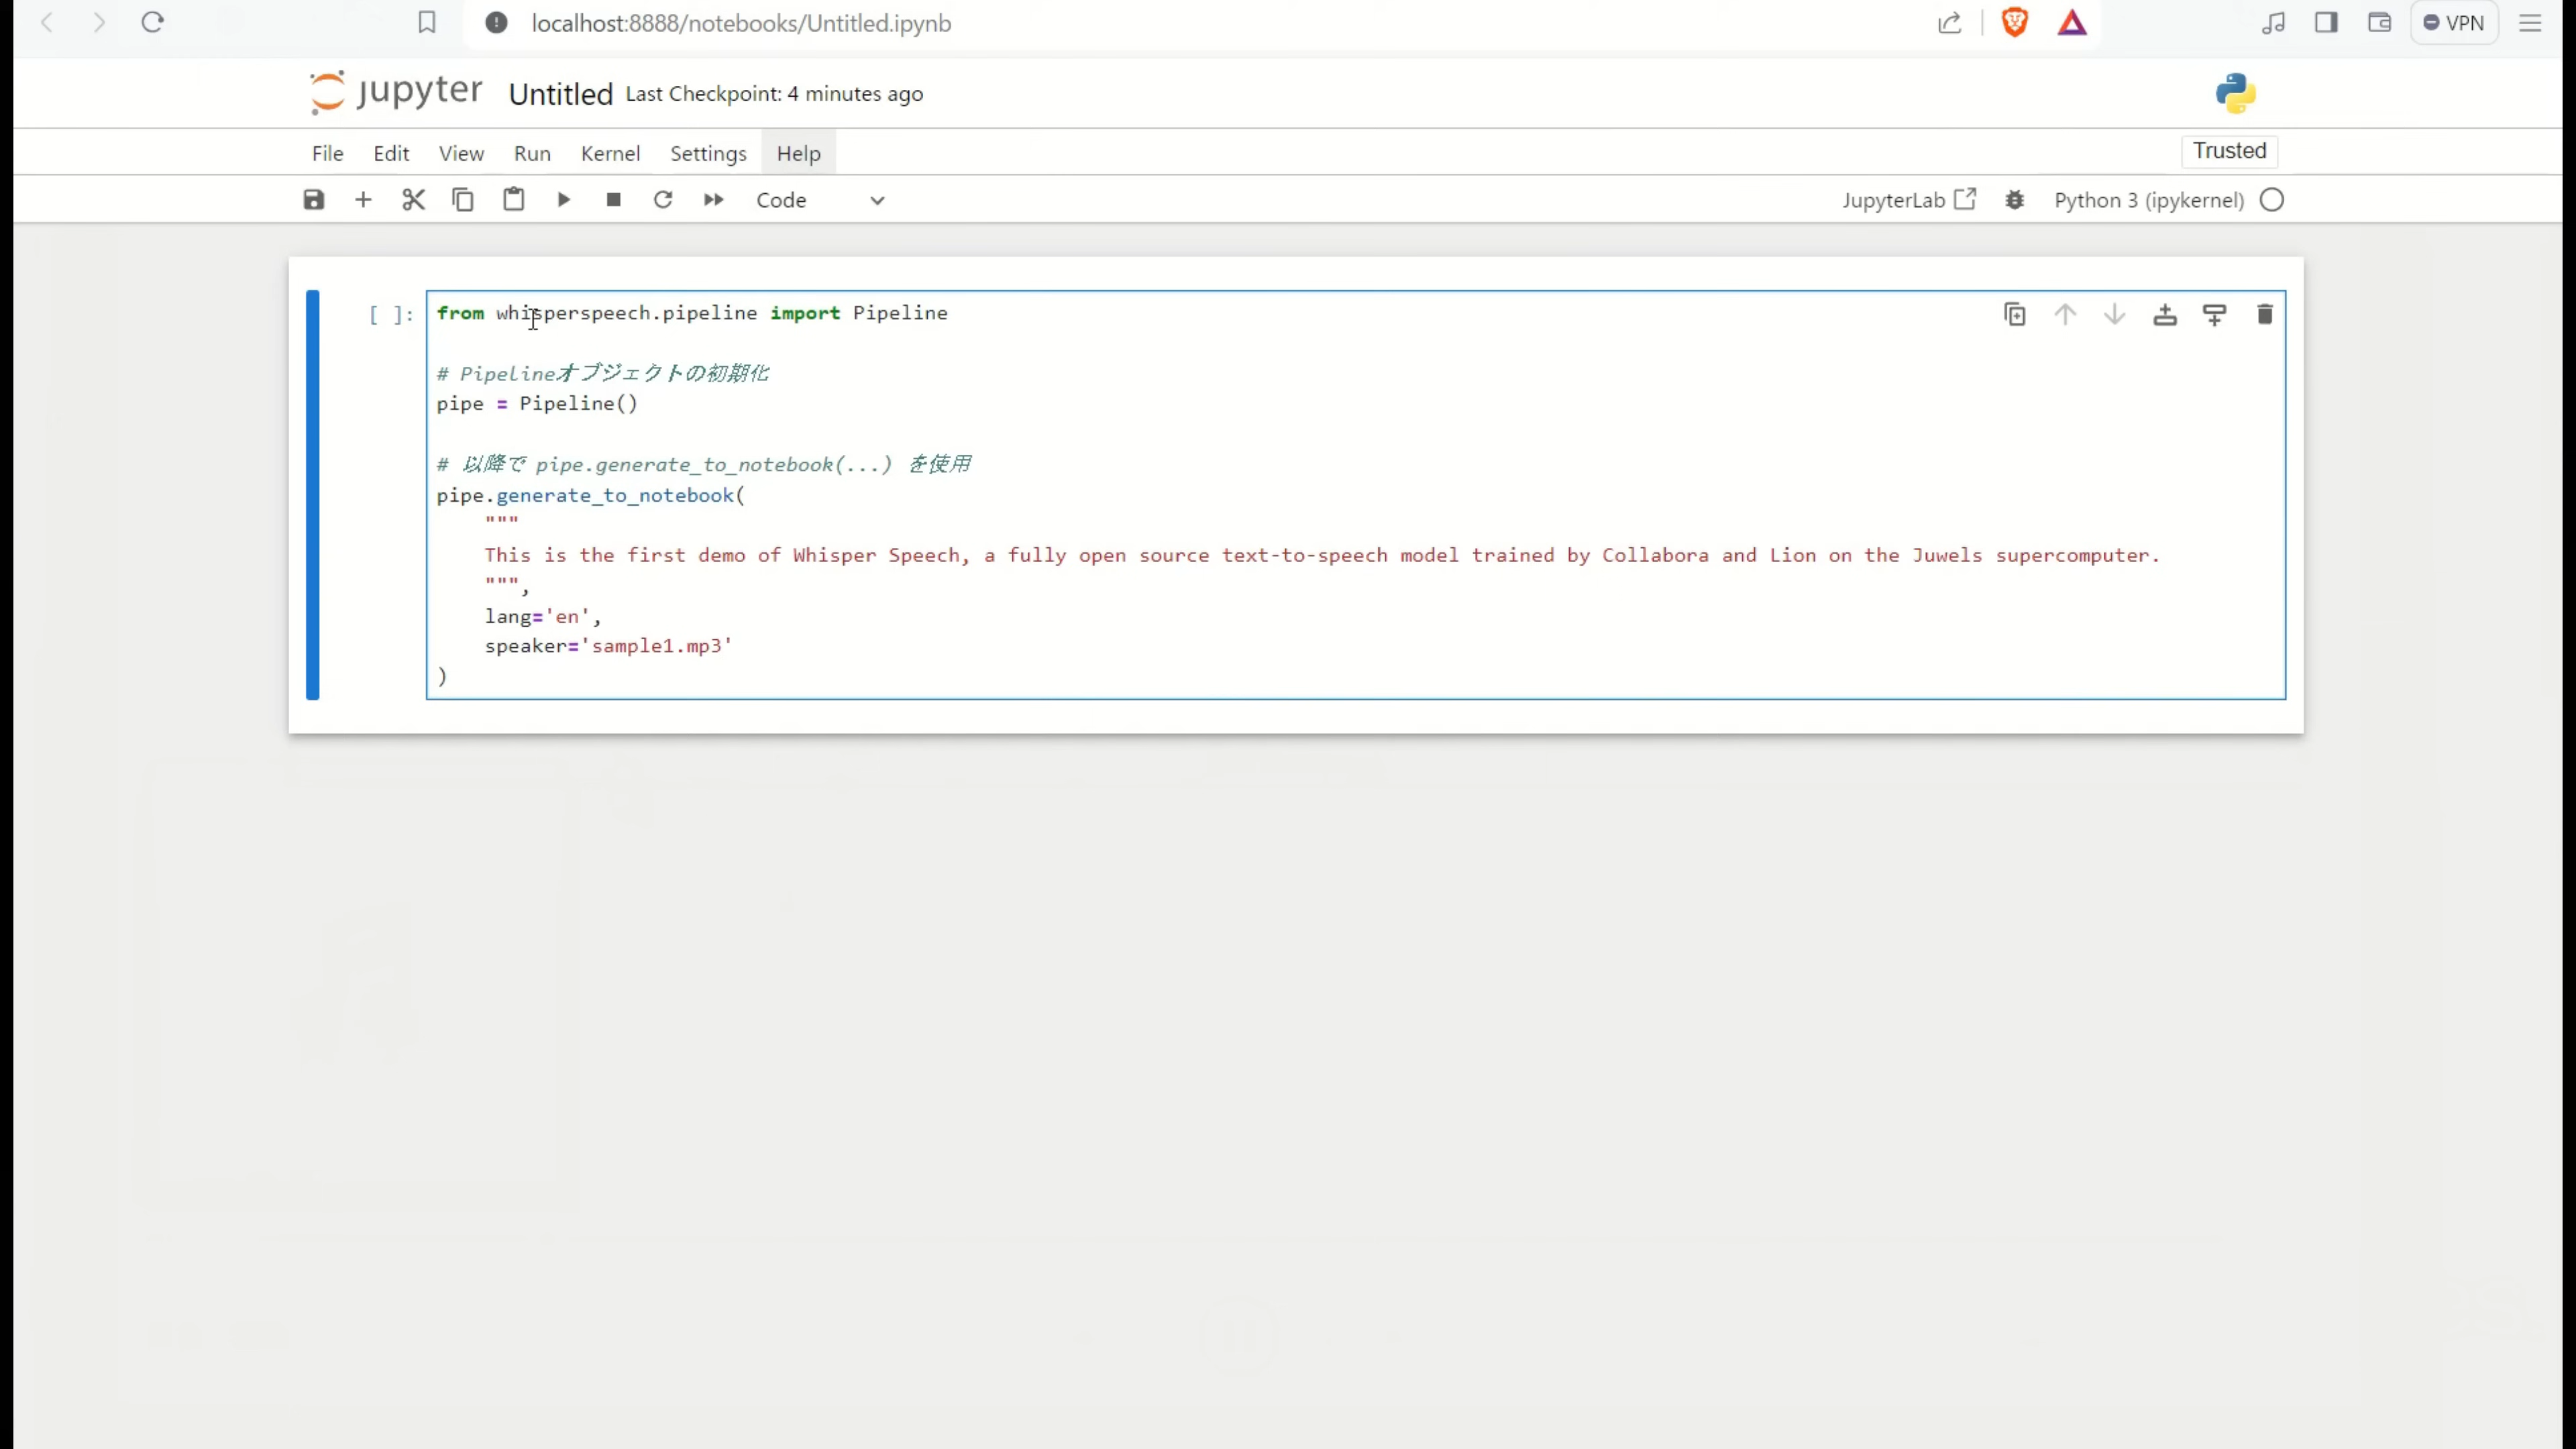 localhost:8888/notebooks/Untitled.ipynb
VPN
jupyter Untitled Last Checkpoint: 4 minutes ago
File Edit View Run Kernel Settings Help
Trusted
Code
JupyterLab
Python 3 (ipykernel)
[ ]:
from whisperspeech.pipeline import Pipeline
# Pipelineオブジェクトの初期化
pipe = Pipeline()
# 以降で pipe.generate_to_notebook(...) を使用
pipe.generate_to_notebook(
"""
This is the first demo of Whisper Speech, a fully open source text-to-speech model trained by Collabora and Lion on the Juwels supercomputer.
""",
lang='en',
speaker='sample1.mp3'
)